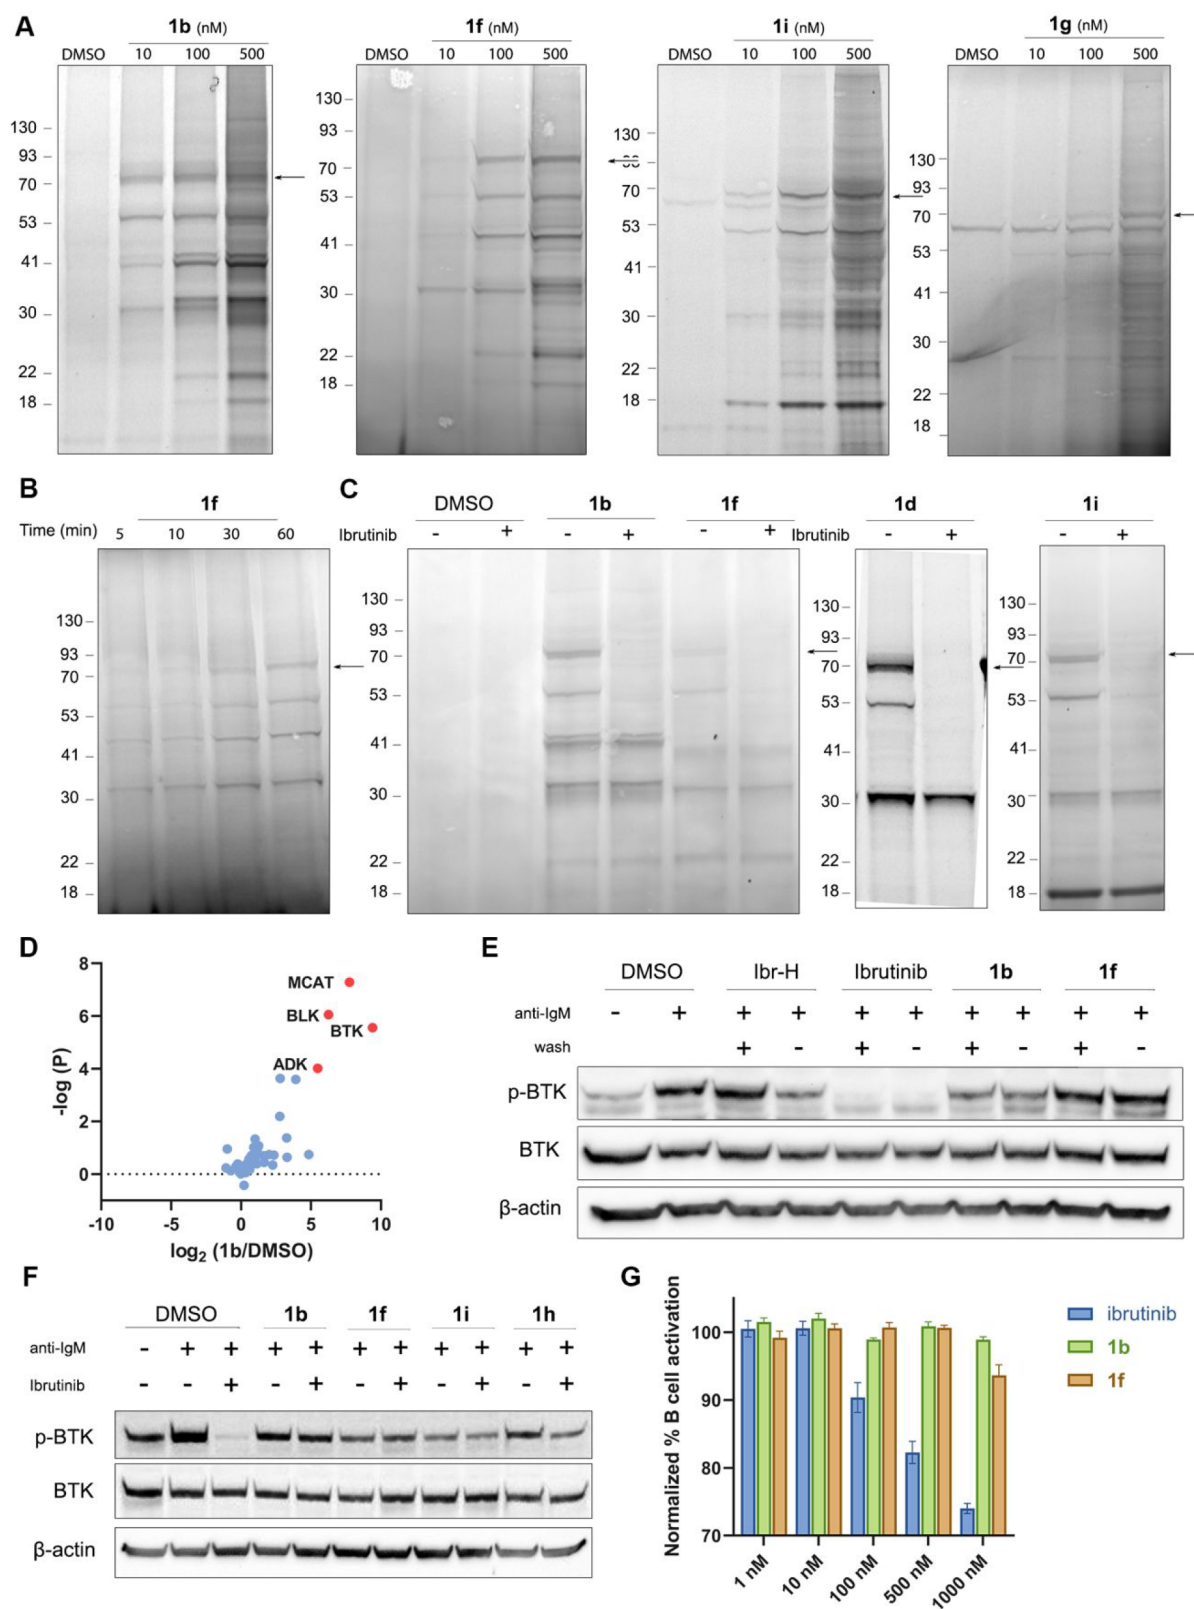 A
1b (nM)
DMSO 10 100 500
130
93
70
53
41
30
22
18
1f (nM)
DMSO 10 100 500
130
93
70
53
41
30
22
18
1i (nM)
DMSO 10 100 500
130
70
53
41
30
22
18
1g (nM)
DMSO 10 100 500
130
93
70
53
41
30
22
18
B
1f
Time (min) 5 10 30 60
130
93
70
53
41
30
22
18
C
DMSO 1b 1f
Ibrutinib - + - + - +
130
93
70
53
41
30
22
18
1d
Ibrutinib - +
130
93
70
53
41
30
22
18
1i
- +
130
93
70
53
41
30
22
18
D
8
6
4
2
0
-log (P)
MCAT
BLK
BTK
ADK
-10 -5 0 5 10
log2 (1b/DMSO)
E
DMSO Ibr-H Ibrutinib 1b 1f
anti-IgM - + + + + + + + + +
wash + - + - + - + -
p-BTK
BTK
β-actin
F
DMSO 1b 1f 1i 1h
anti-IgM - + + + + + + + + + +
Ibrutinib - - + - + - + - + - +
p-BTK
BTK
β-actin
G
Normalized % B cell activation
100
90
80
70
1 nM
10 nM
100 nM
500 nM
1000 nM
ibrutinib
1b
1f